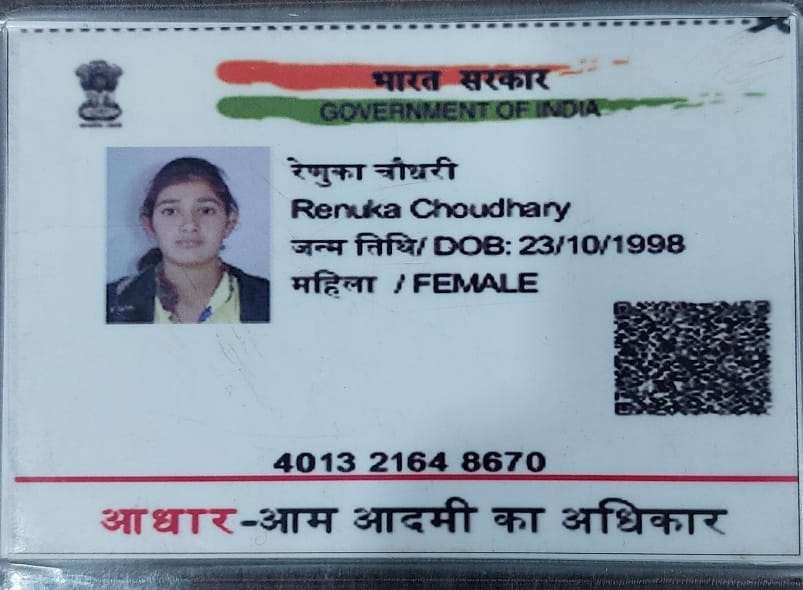 भारत सरकार
GOVERNMENT OF INDIA
रेणुका चौधरी
Renuka Choudhary
जन्म तिथि/ DOB: 23/10/1998
महिला / FEMALE
4013 2164 8670
आधार-आम आदमी का अधिकार